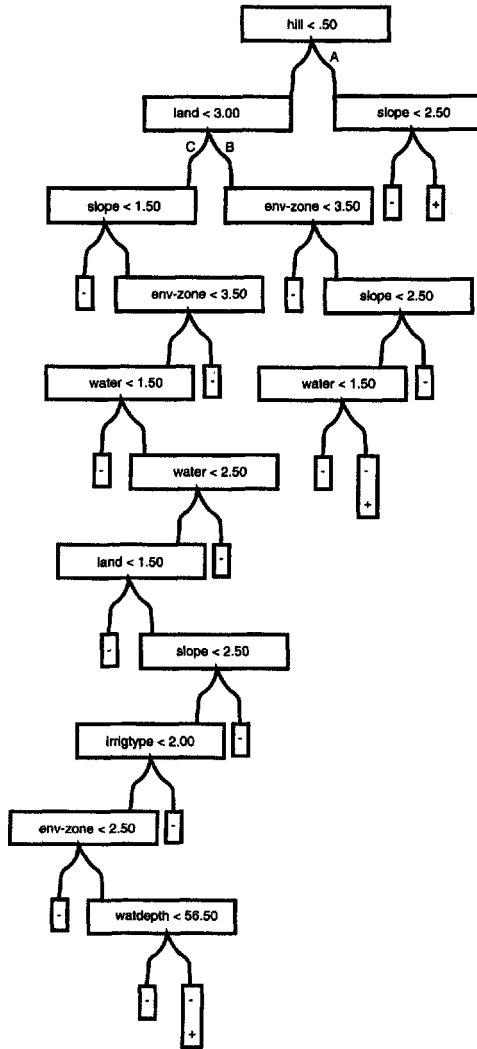 hill < .50
A
land < 3.00
slope < 2.50
C
B
-
+
slope < 1.50
env-zone < 3.50
-
env-zone < 3.50
-
slope < 2.50
water < 1.50
-
water < 1.50
-
-
water < 2.50
-
-
+
land < 1.50
-
-
slope < 2.50
irrigtype < 2.00
-
env-zone < 2.50
-
-
watdepth < 56.50
-
-
+